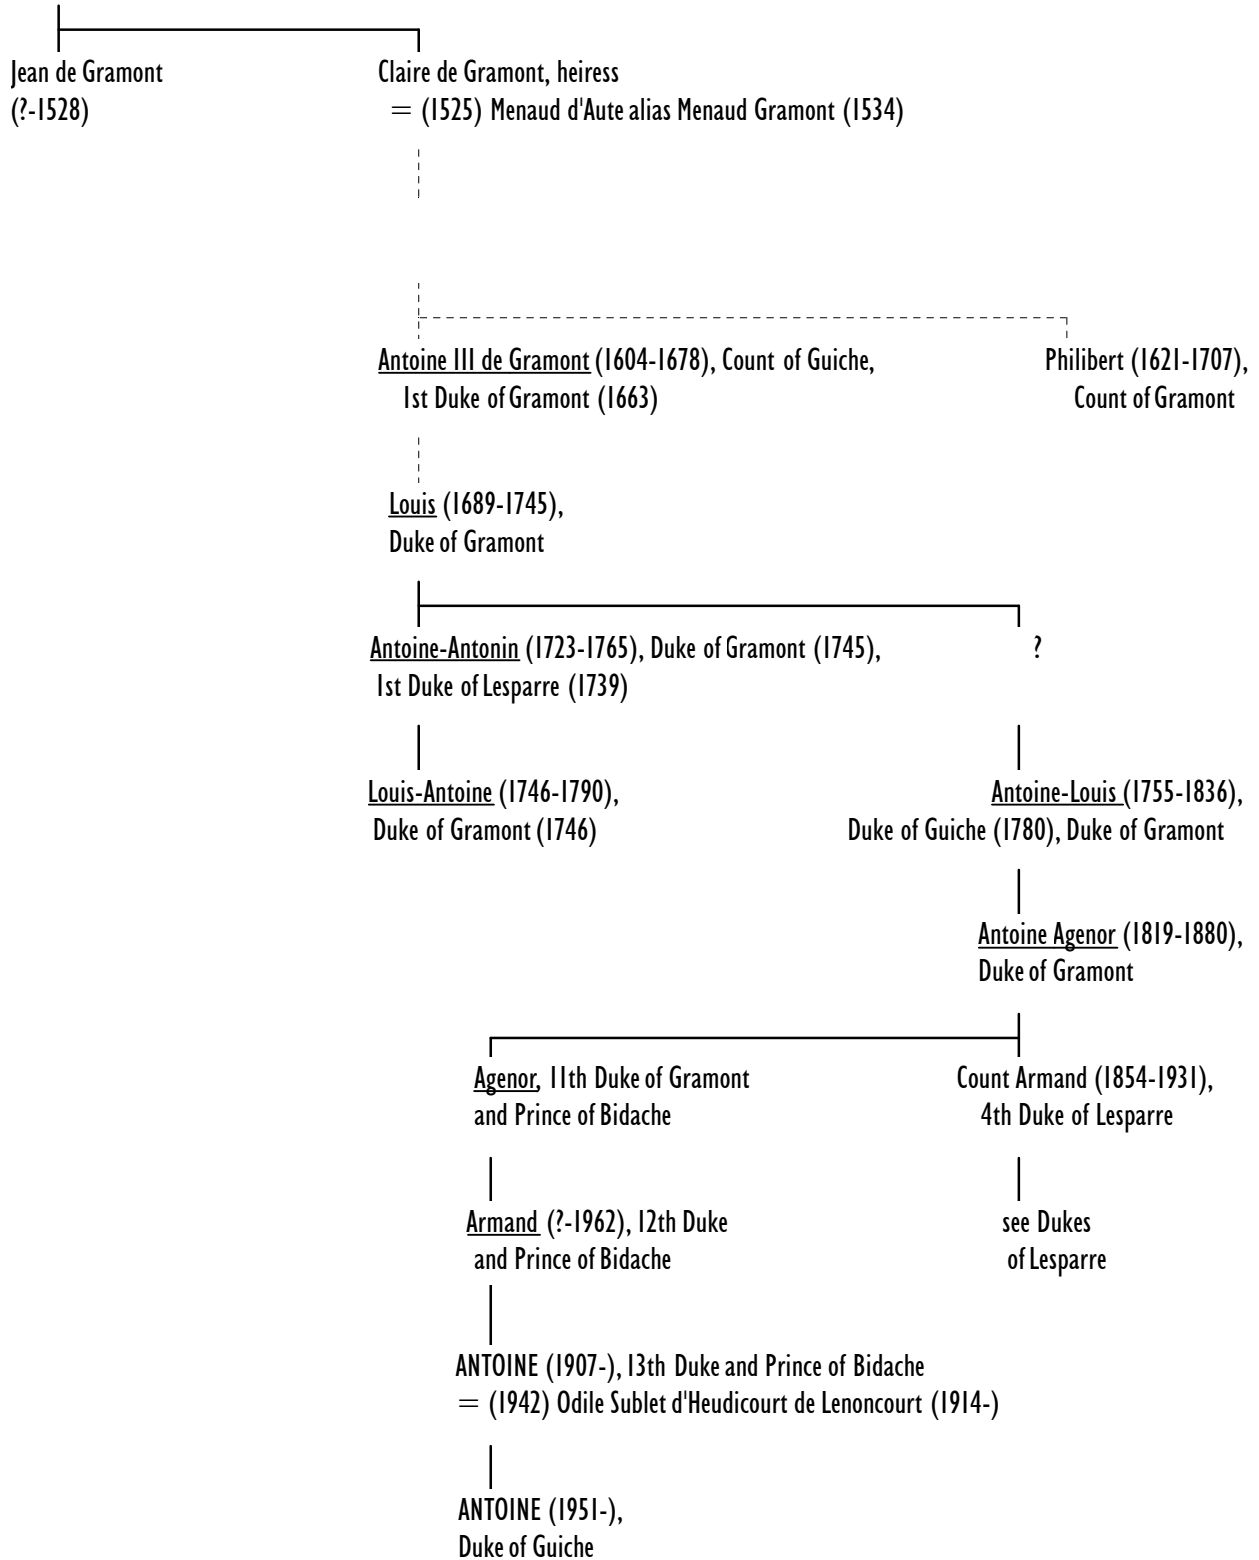 Jean de Gramont
(?-1528)
Claire de Gramont, heiress
= (1525) Menaud d'Aute alias Menaud Gramont (1534)
Antoine III de Gramont (1604-1678), Count of Guiche,
1st Duke of Gramont (1663)
Philibert (1621-1707),
Count of Gramont
Louis (1689-1745),
Duke of Gramont
Antoine-Antonin (1723-1765), Duke of Gramont (1745),
1st Duke of Lesparre (1739)
?
Louis-Antoine (1746-1790),
Duke of Gramont (1746)
Antoine-Louis (1755-1836),
Duke of Guiche (1780), Duke of Gramont
Antoine Agenor (1819-1880),
Duke of Gramont
Agenor, 11th Duke of Gramont
and Prince of Bidache
Count Armand (1854-1931),
4th Duke of Lesparre
Armand (?-1962), 12th Duke
and Prince of Bidache
see Dukes
of Lesparre
ANTOINE (1907-), 13th Duke and Prince of Bidache
= (1942) Odile Sublet d'Heudicourt de Lenoncourt (1914-)
ANTOINE (1951-),
Duke of Guiche